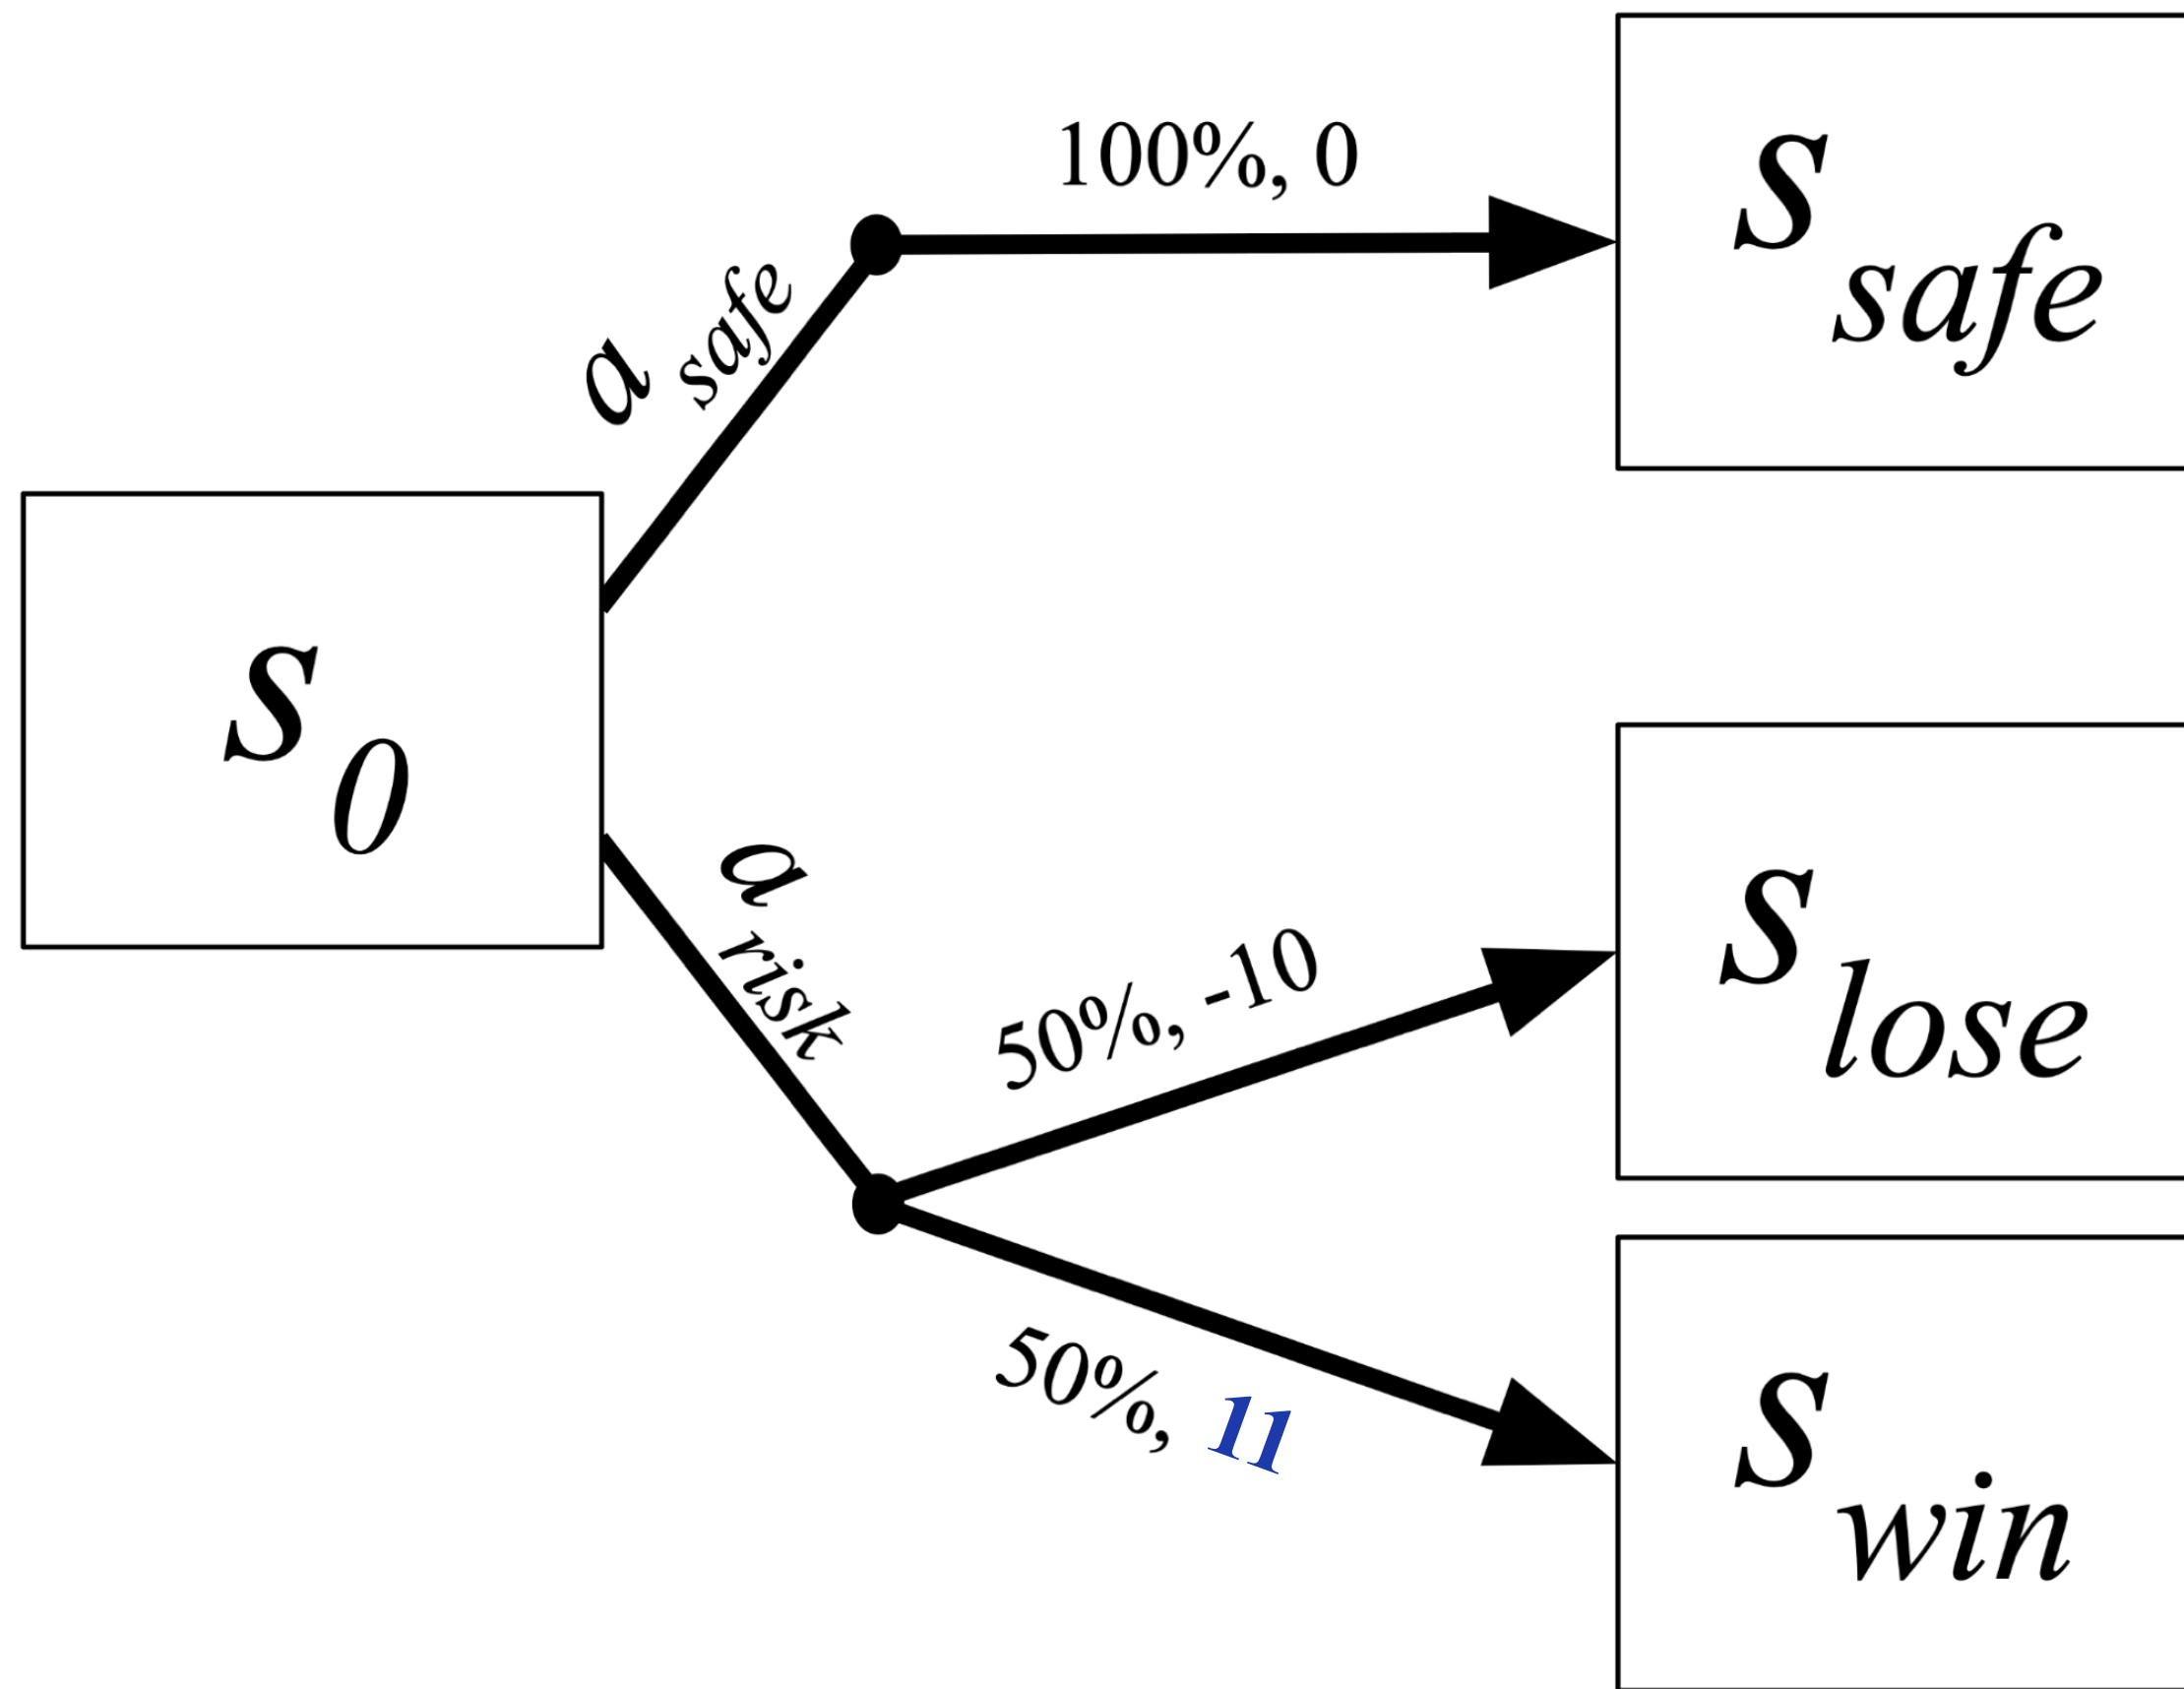 100%, 0
s safe
a safe
s 0
a risk
50%, -10
s lose
50%, 11
s win